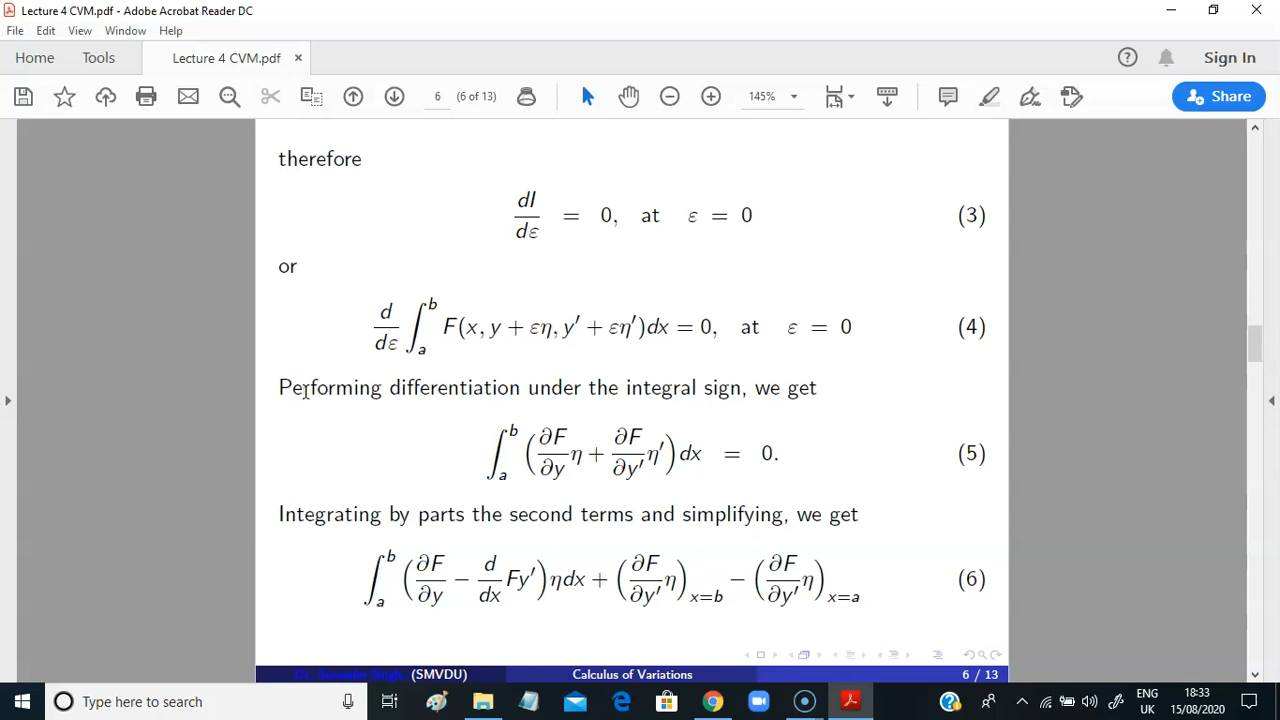 Lecture 4 CVM.pdf - Adobe Acrobat Reader DC
File Edit View Window Help
Home Tools Lecture 4 CVM.pdf × Sign In
6 (6 of 13) 145% Share
therefore
dI/dε = 0, at ε = 0 (3)
or
d/dε ∫_a^b F(x, y + εη, y′ + εη′)dx = 0, at ε = 0 (4)
Performing differentiation under the integral sign, we get
∫_a^b (∂F/∂y η + ∂F/∂y′ η′) dx = 0. (5)
Integrating by parts the second terms and simplifying, we get
∫_a^b (∂F/∂y − d/dx Fy′) ηdx + (∂F/∂y′ η)_{x=b} − (∂F/∂y′ η)_{x=a} (6)
(SMVDU) Calculus of Variations 6 / 13
Type here to search
ENG 18:33
UK 15/08/2020